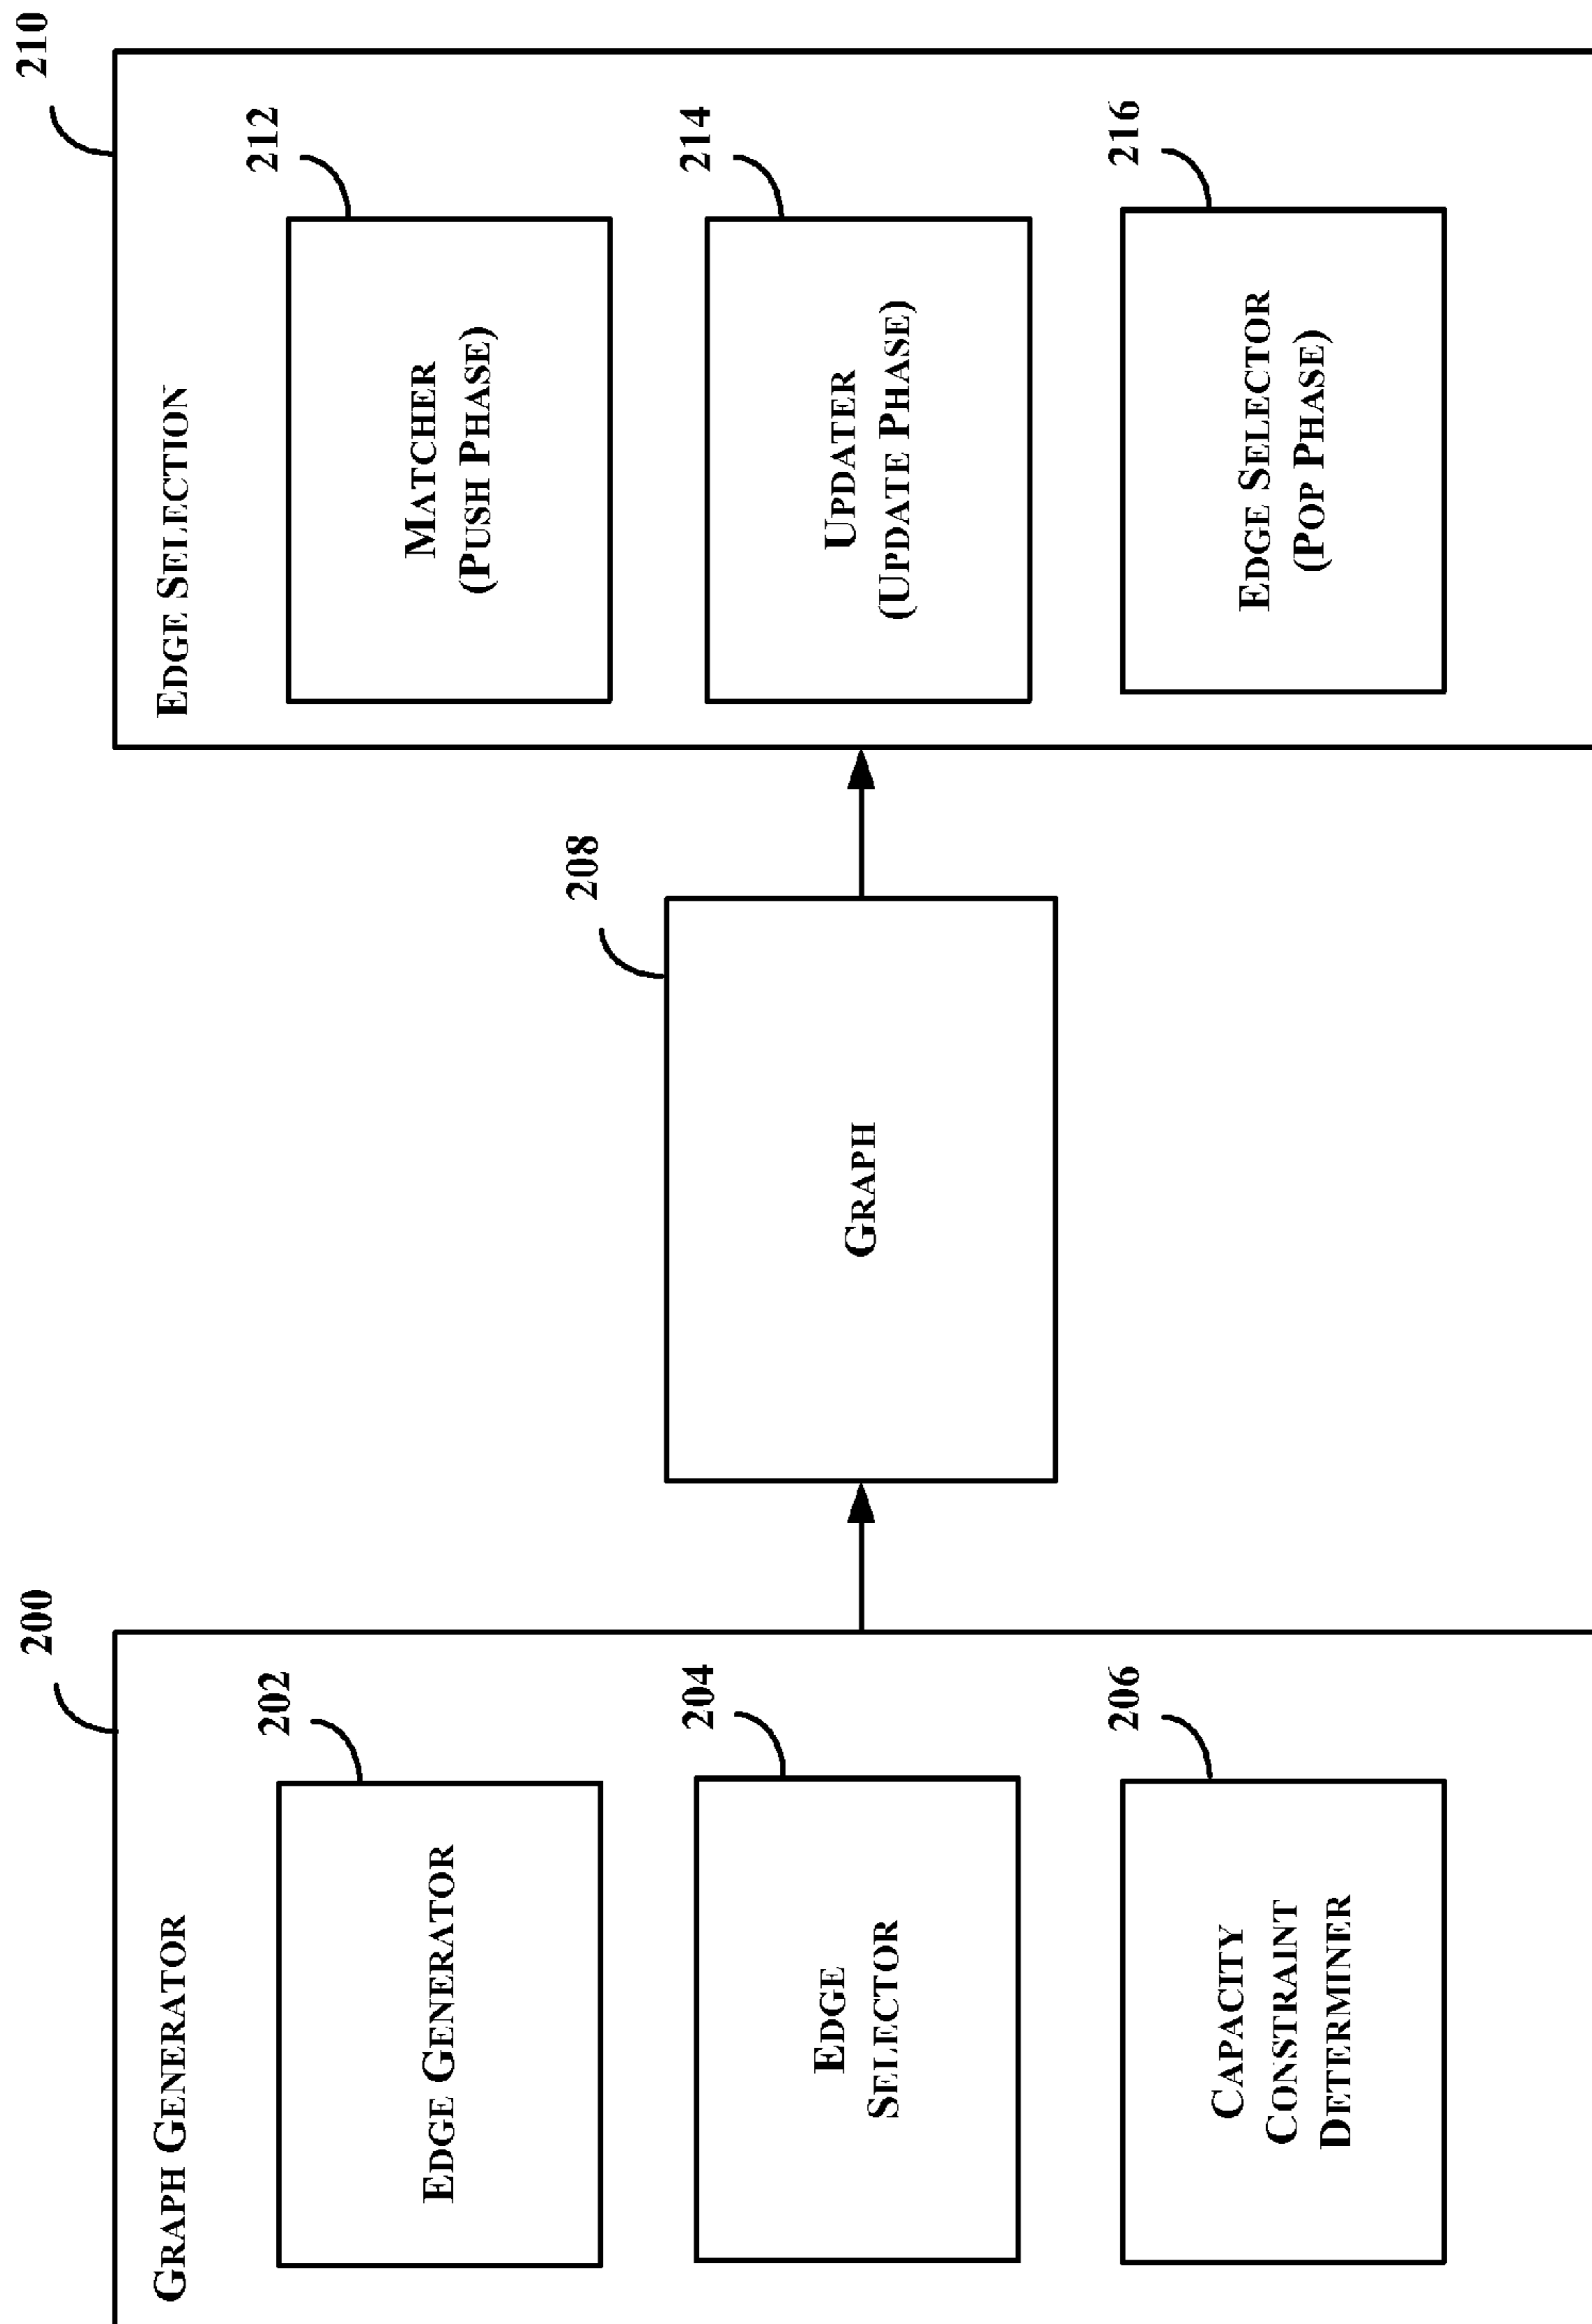 200
GRAPH GENERATOR
202
EDGE GENERATOR
204
EDGE
SELECTOR
206
CAPACITY
CONSTRAINT
DETERMINER
208
GRAPH
210
EDGE SELECTION
212
MATCHER
(PUSH PHASE)
214
UPDATER
(UPDATE PHASE)
216
EDGE SELECTOR
(POP PHASE)